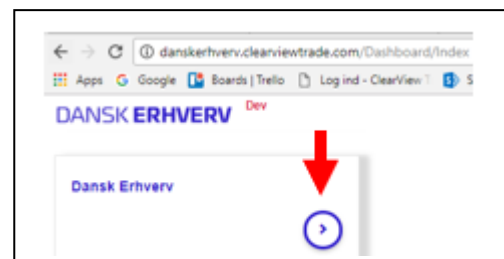 danskerhverv.clearviewtrade.com/Dashboard/Index
Apps Google Boards | Trello Log ind - ClearView T S
DANSK ERHVERV Dev
Dansk Erhverv